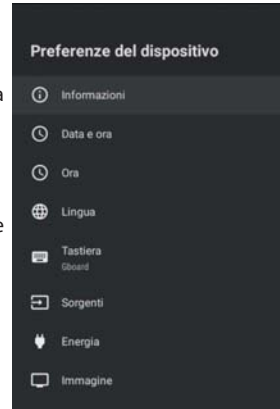 Preferenze del dispositivo
a
Informazioni
Data e ora
Ora
Lingua
e
Tastiera
Gboard
Sorgenti
Energia
Immagine